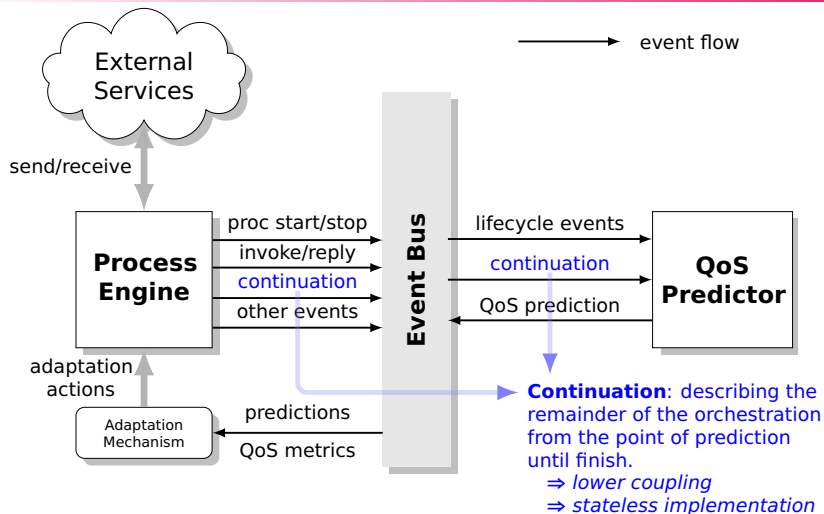 External
Services
event flow
send/receive
Process
Engine
proc start/stop
invoke/reply
continuation
other events
Event Bus
lifecycle events
continuation
QoS prediction
QoS
Predictor
adaptation
actions
Adaptation
Mechanism
predictions
QoS metrics
Continuation: describing the
remainder of the orchestration
from the point of prediction
until finish.
⇒ lower coupling
⇒ stateless implementation